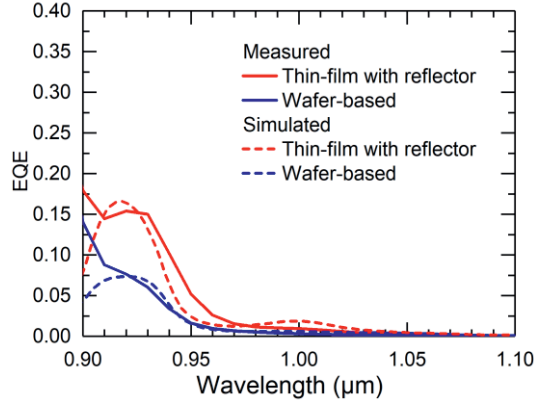 0.40
0.35
0.30
0.25
0.20
0.15
0.10
0.05
0.00
EQE
Measured
Thin-film with reflector
Wafer-based
Simulated
Thin-film with reflector
Wafer-based
0.90 0.95 1.00 1.05 1.10
Wavelength (μm)